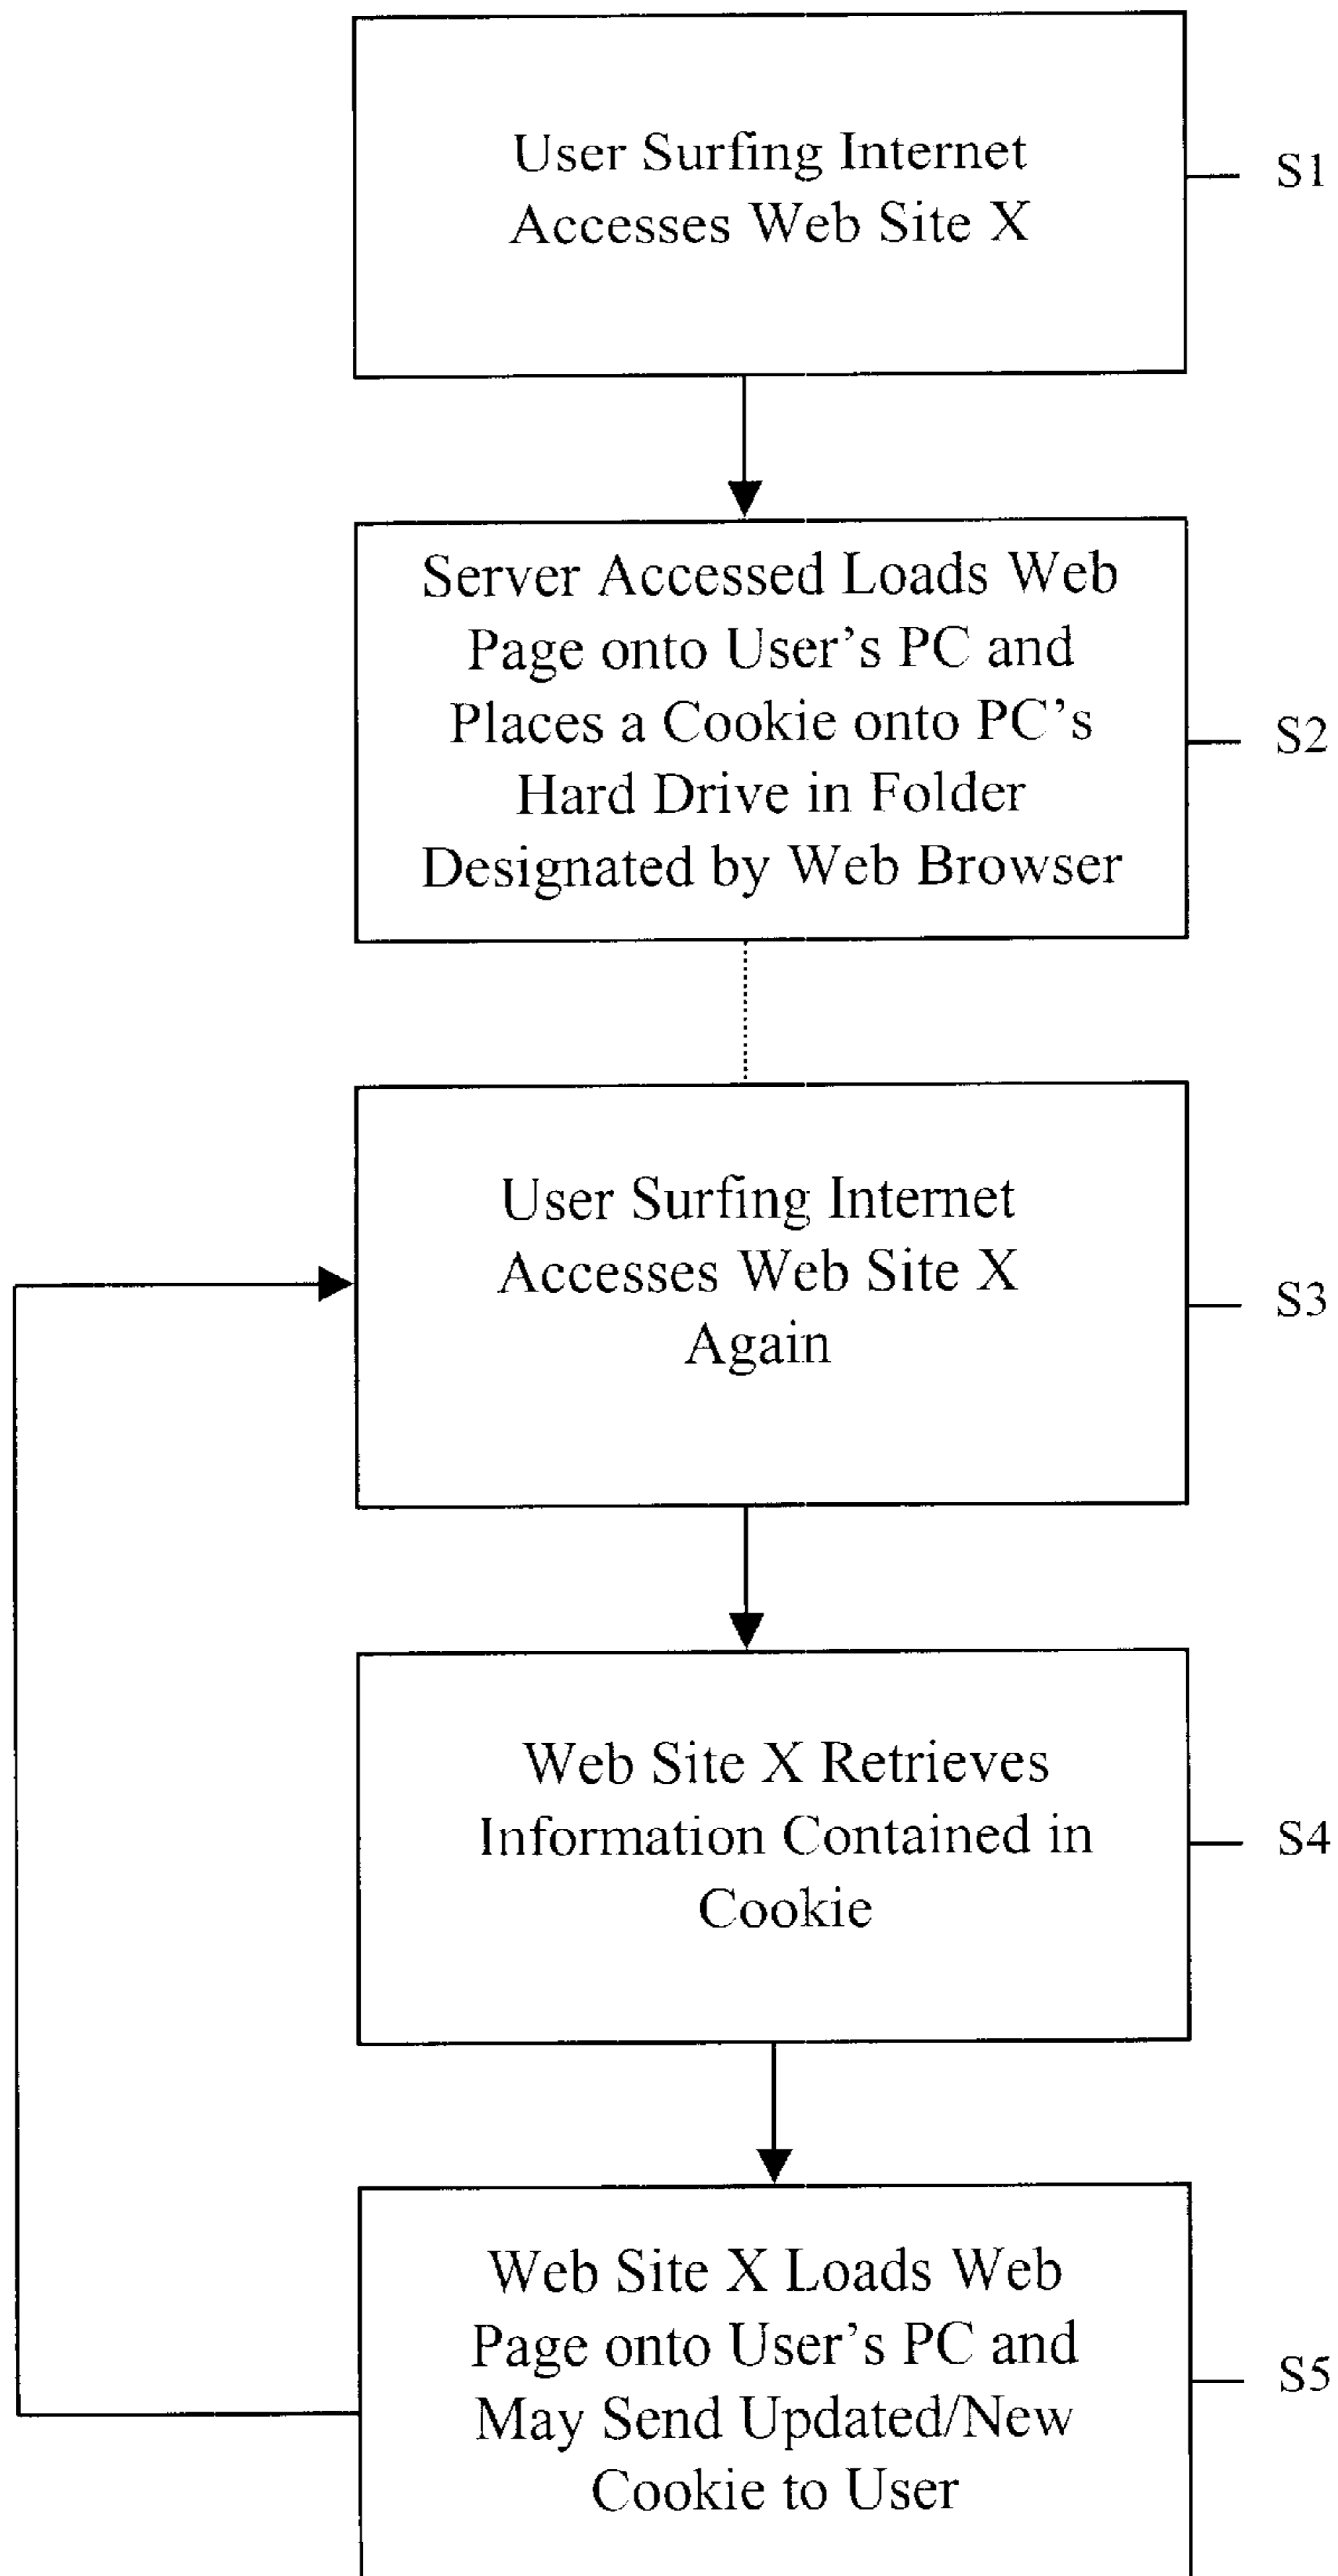 User Surfing Internet
Accesses Web Site X
S1
Server Accessed Loads Web
Page onto User's PC and
Places a Cookie onto PC's
Hard Drive in Folder
Designated by Web Browser
S2
User Surfing Internet
Accesses Web Site X
Again
S3
Web Site X Retrieves
Information Contained in
Cookie
S4
Web Site X Loads Web
Page onto User's PC and
May Send Updated/New
Cookie to User
S5